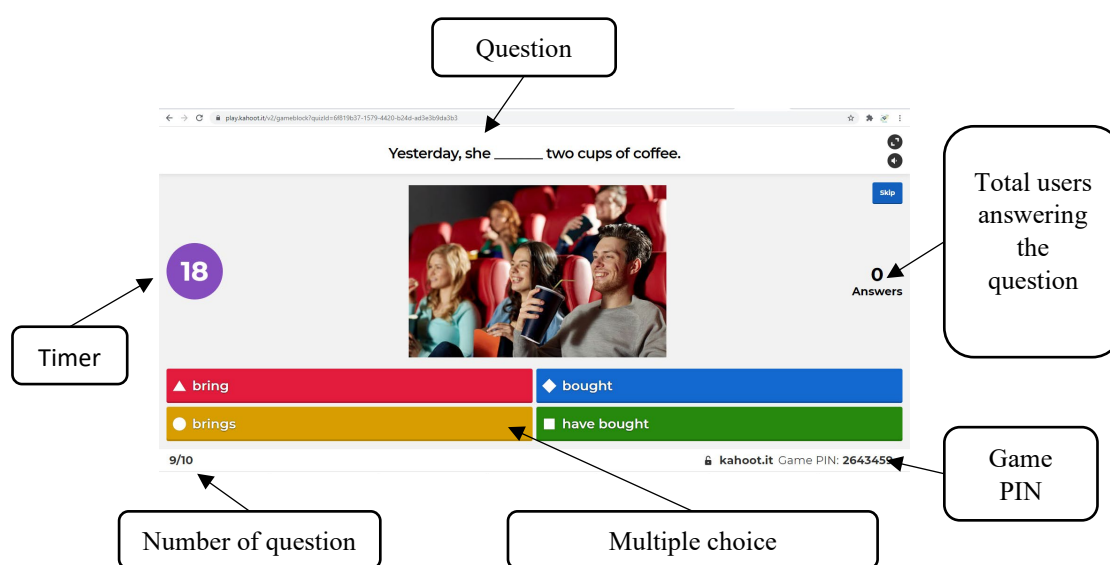 Question
play.kahoot.it/v2/gameblock?quizId=6f819b37-1579-4420-b24d-ad3e3b9da3b3
Yesterday, she ______ two cups of coffee.
Skip
Total users
answering
the
question
18
0
Answers
Timer
bring
bought
brings
have bought
9/10
kahoot.it Game PIN: 2643459
Game
PIN
Number of question
Multiple choice